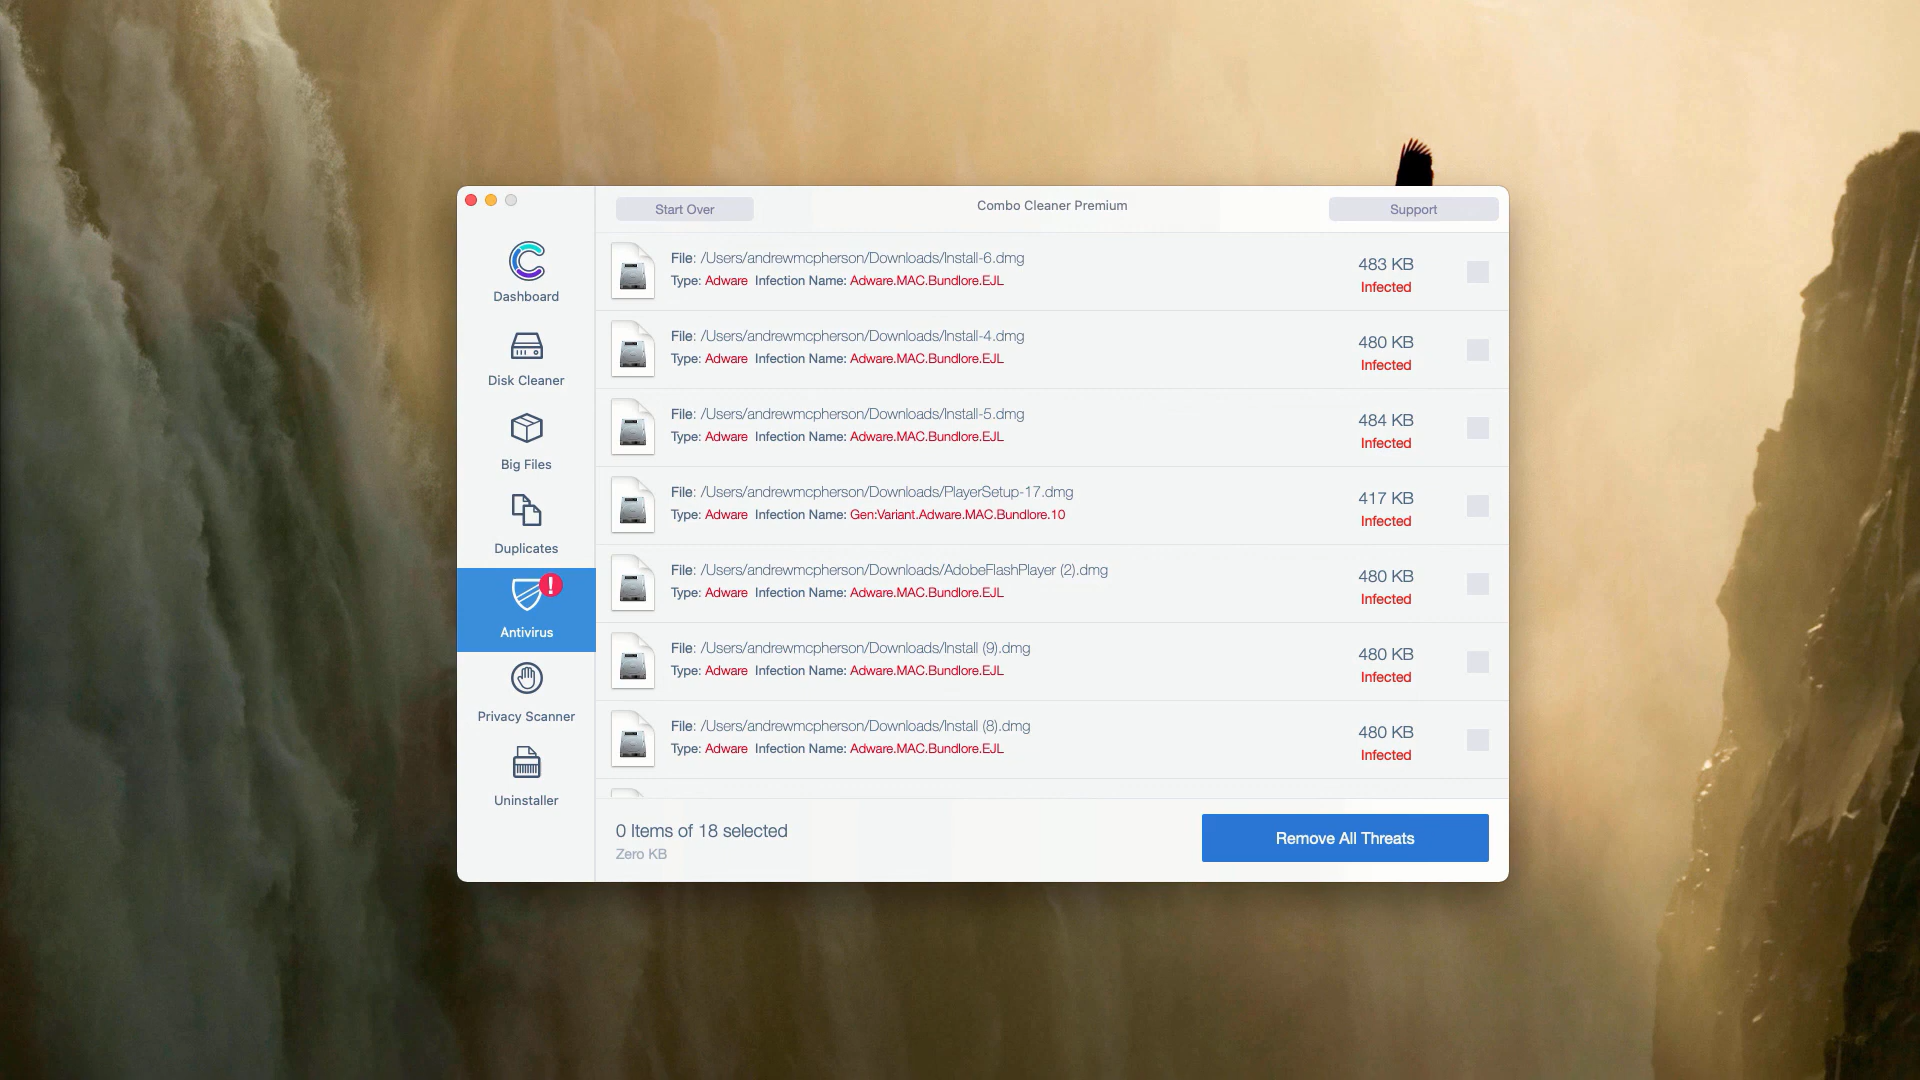 Start Over
Combo Cleaner Premium
Support
Dashboard
Disk Cleaner
Big Files
Duplicates
!
Antivirus
Privacy Scanner
Uninstaller
File: /Users/andrewmcpherson/Downloads/Install-6.dmg
Type: Adware Infection Name: Adware.MAC.Bundlore.EJL
483 KB
Infected
File: /Users/andrewmcpherson/Downloads/Install-4.dmg
Type: Adware Infection Name: Adware.MAC.Bundlore.EJL
480 KB
Infected
File: /Users/andrewmcpherson/Downloads/Install-5.dmg
Type: Adware Infection Name: Adware.MAC.Bundlore.EJL
484 KB
Infected
File: /Users/andrewmcpherson/Downloads/PlayerSetup-17.dmg
Type: Adware Infection Name: Gen:Variant.Adware.MAC.Bundlore.10
417 KB
Infected
File: /Users/andrewmcpherson/Downloads/AdobeFlashPlayer (2).dmg
Type: Adware Infection Name: Adware.MAC.Bundlore.EJL
480 KB
Infected
File: /Users/andrewmcpherson/Downloads/Install (9).dmg
Type: Adware Infection Name: Adware.MAC.Bundlore.EJL
480 KB
Infected
File: /Users/andrewmcpherson/Downloads/Install (8).dmg
Type: Adware Infection Name: Adware.MAC.Bundlore.EJL
480 KB
Infected
0 Items of 18 selected
Zero KB
Remove All Threats